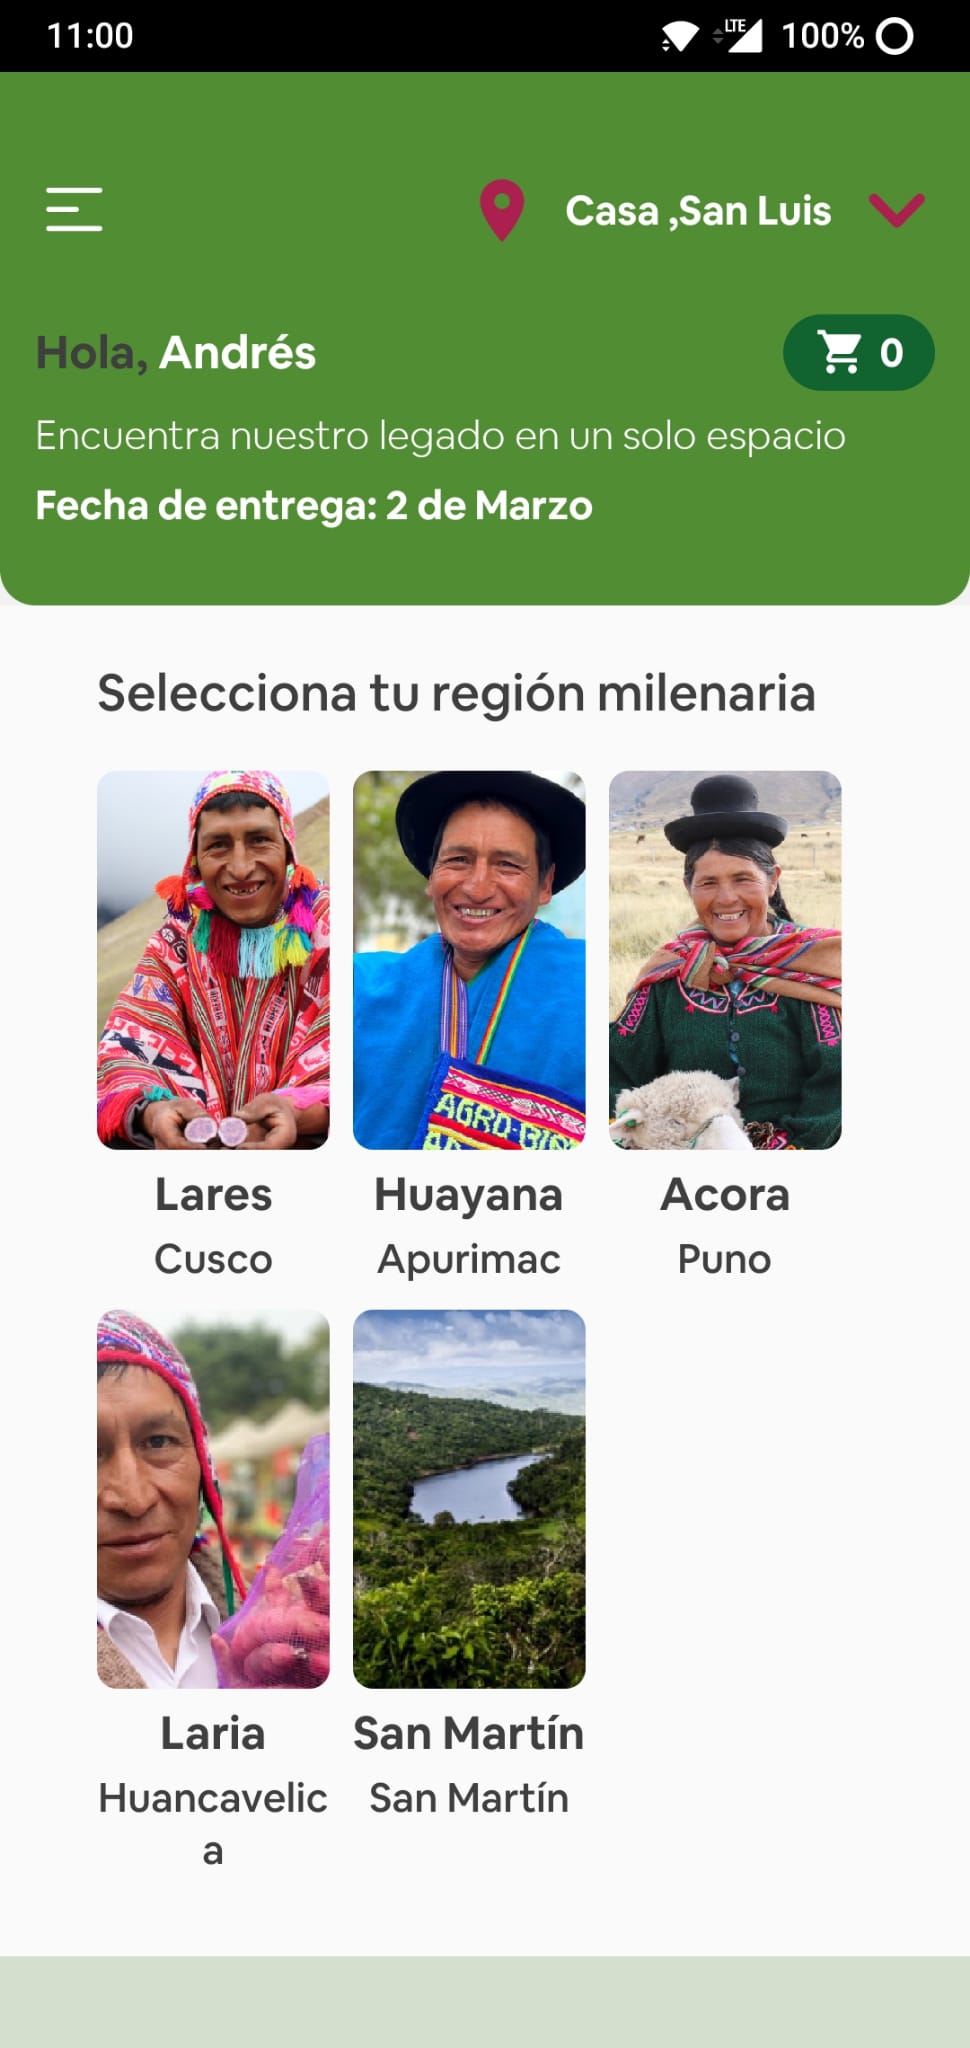 11:00
LTE 100%
Casa ,San Luis
Hola, Andrés
0
Encuentra nuestro legado en un solo espacio
Fecha de entrega: 2 de Marzo
Selecciona tu región milenaria
AGRO-BI
Lares
Huayana
Acora
Cusco
Apurimac
Puno
Laria
San Martín
Huancavelic
a
San Martín